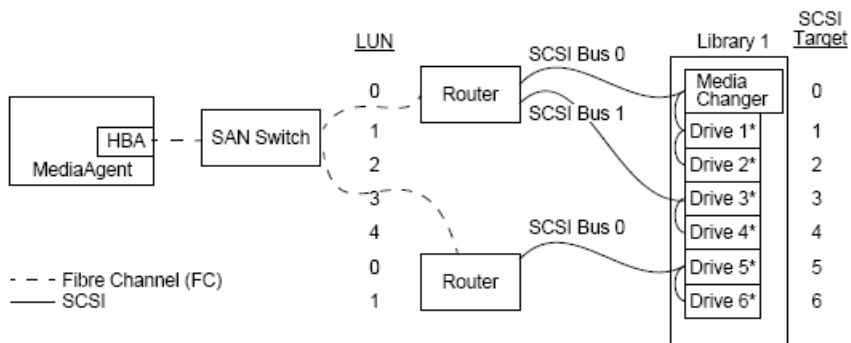 LUN
0
1
2
3
4
0
1
HBA
MediaAgent
SAN Switch
Router
Router
SCSI Bus 0
SCSI Bus 1
SCSI Bus 0
Library 1
Media
Changer
Drive 1*
Drive 2*
Drive 3*
Drive 4*
Drive 5*
Drive 6*
SCSI
Target
0
1
2
3
4
5
6
Fibre Channel (FC)
SCSI